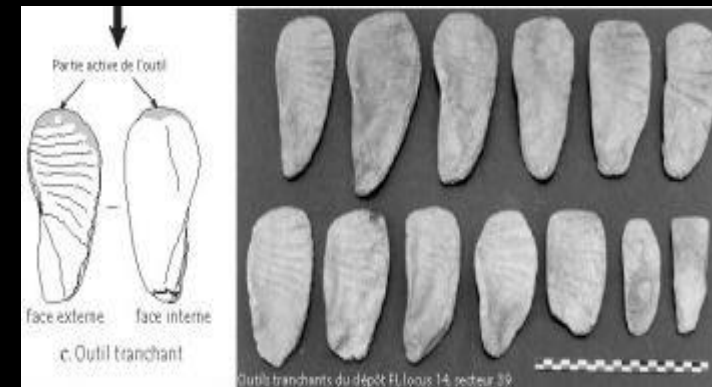 Partie active de l'outil
face externe
face interne
c. Outil tranchant
Outils tranchants du dépôt FI, locus 14, secteur 39